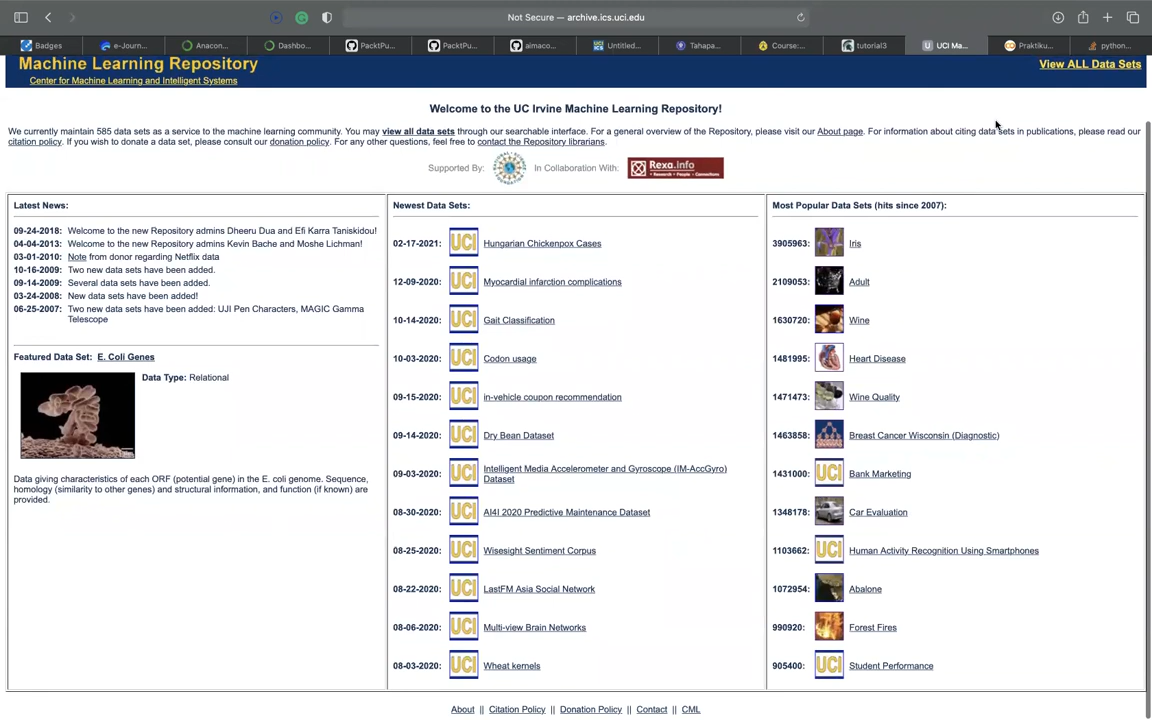 Not Secure — archive.ics.uci.edu
Badges
e-Journ...
Anacon...
Dashbo...
PacktPu...
PacktPu...
aimaco...
Untitled...
Tahapa...
Course:...
tutorial3
UCI Ma...
Praktiku...
python...
Machine Learning Repository
Center for Machine Learning and Intelligent Systems
View ALL Data Sets
Welcome to the UC Irvine Machine Learning Repository!
We currently maintain 585 data sets as a service to the machine learning community. You may view all data sets through our searchable interface. For a general overview of the Repository, please visit our About page. For information about citing data sets in publications, please read our
citation policy. If you wish to donate a data set, please consult our donation policy. For any other questions, feel free to contact the Repository librarians.
Supported By:
In Collaboration With:
Rexa.info
• Research • People • Connections •
Latest News:
09-24-2018: Welcome to the new Repository admins Dheeru Dua and Efi Karra Taniskidou!
04-04-2013: Welcome to the new Repository admins Kevin Bache and Moshe Lichman!
03-01-2010: Note from donor regarding Netflix data
10-16-2009: Two new data sets have been added.
09-14-2009: Several data sets have been added.
03-24-2008: New data sets have been added!
06-25-2007: Two new data sets have been added: UJI Pen Characters, MAGIC Gamma
Telescope
Featured Data Set: E. Coli Genes
Data Type: Relational
Data giving characteristics of each ORF (potential gene) in the E. coli genome. Sequence,
homology (similarity to other genes) and structural information, and function (if known) are
provided.
Newest Data Sets:
02-17-2021: UCI Hungarian Chickenpox Cases
12-09-2020: UCI Myocardial infarction complications
10-14-2020: UCI Gait Classification
10-03-2020: UCI Codon usage
09-15-2020: UCI in-vehicle coupon recommendation
09-14-2020: UCI Dry Bean Dataset
09-03-2020: UCI Intelligent Media Accelerometer and Gyroscope (IM-AccGyro)
Dataset
08-30-2020: UCI AI4I 2020 Predictive Maintenance Dataset
08-25-2020: UCI Wisesight Sentiment Corpus
08-22-2020: UCI LastFM Asia Social Network
08-06-2020: UCI Multi-view Brain Networks
08-03-2020: UCI Wheat kernels
Most Popular Data Sets (hits since 2007):
3905963: Iris
2109053: Adult
1630720: Wine
1481995: Heart Disease
1471473: Wine Quality
1463858: Breast Cancer Wisconsin (Diagnostic)
1431000: UCI Bank Marketing
1348178: Car Evaluation
1103662: UCI Human Activity Recognition Using Smartphones
1072954: Abalone
990920: Forest Fires
905400: UCI Student Performance
About || Citation Policy || Donation Policy || Contact || CML